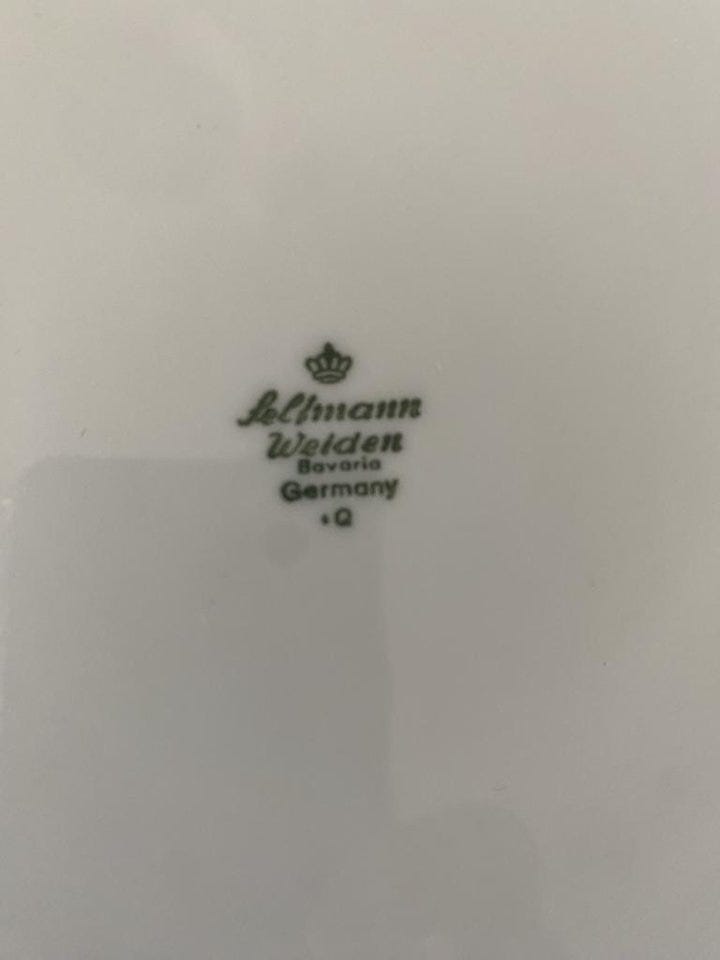 Seltmann
Weiden
Bavaria
Germany
Q